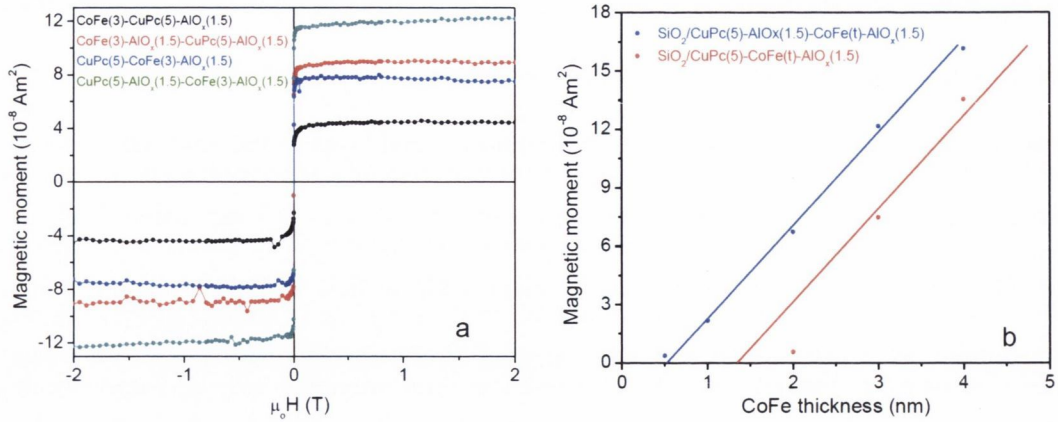 CoFe(3)-CuPc(5)-AlOₓ(1.5)
CoFe(3)-AlOₓ(1.5)-CuPc(5)-AlOₓ(1.5)
CuPc(5)-CoFe(3)-AlOₓ(1.5)
CuPc(5)-AlOₓ(1.5)-CoFe(3)-AlOₓ(1.5)
Magnetic moment (10⁻⁸ Am²)
12
8
4
0
-4
-8
-12
-2
-1
0
1
2
μₒH (T)
a
SiO₂/CuPc(5)-AlOx(1.5)-CoFe(t)-AlOₓ(1.5)
SiO₂/CuPc(5)-CoFe(t)-AlOₓ(1.5)
Magnetic moment (10⁻⁸ Am²)
18
15
12
9
6
3
0
0
1
2
3
4
5
CoFe thickness (nm)
b